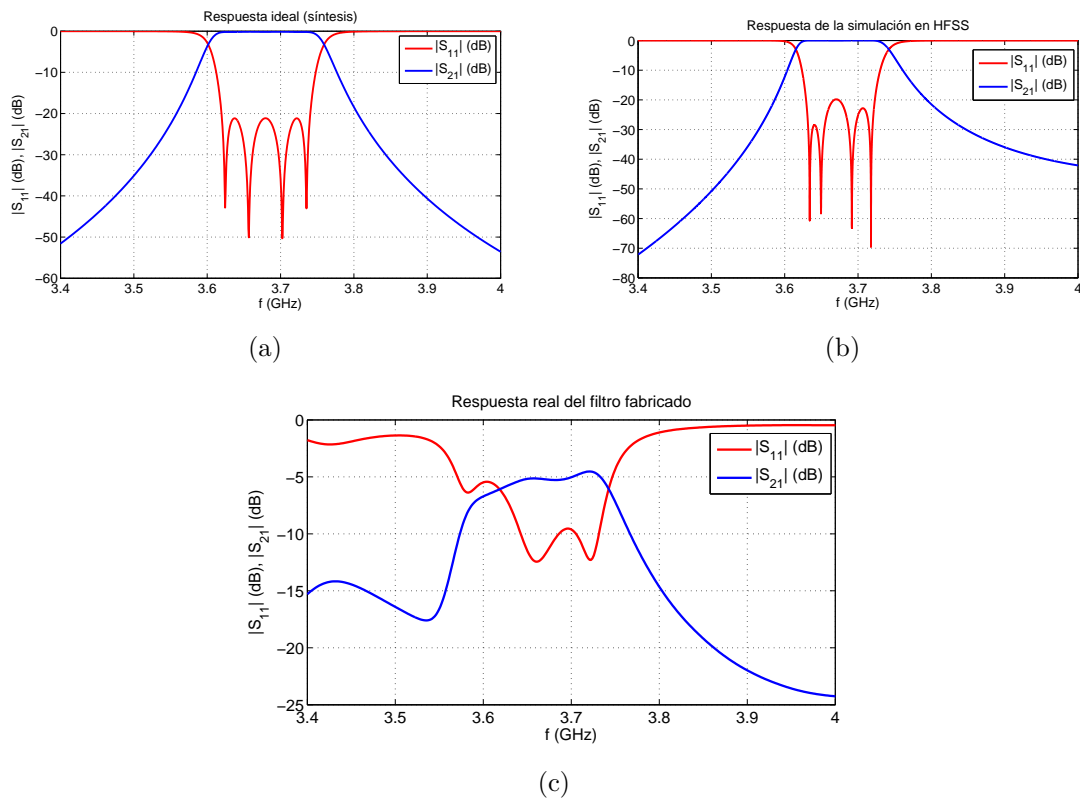 Respuesta ideal (síntesis)
|S11| (dB), |S21| (dB)
0
−10
−20
−30
−40
−50
−60
|S11| (dB)
|S21| (dB)
3.4 3.5 3.6 3.7 3.8 3.9 4
f (GHz)
(a)
Respuesta de la simulación en HFSS
|S11| (dB), |S21| (dB)
0
−10
−20
−30
−40
−50
−60
−70
−80
|S11| (dB)
|S21| (dB)
3.4 3.5 3.6 3.7 3.8 3.9 4
f (GHz)
(b)
Respuesta real del filtro fabricado
|S11| (dB), |S21| (dB)
0
−5
−10
−15
−20
−25
|S11| (dB)
|S21| (dB)
3.4 3.5 3.6 3.7 3.8 3.9 4
f (GHz)
(c)